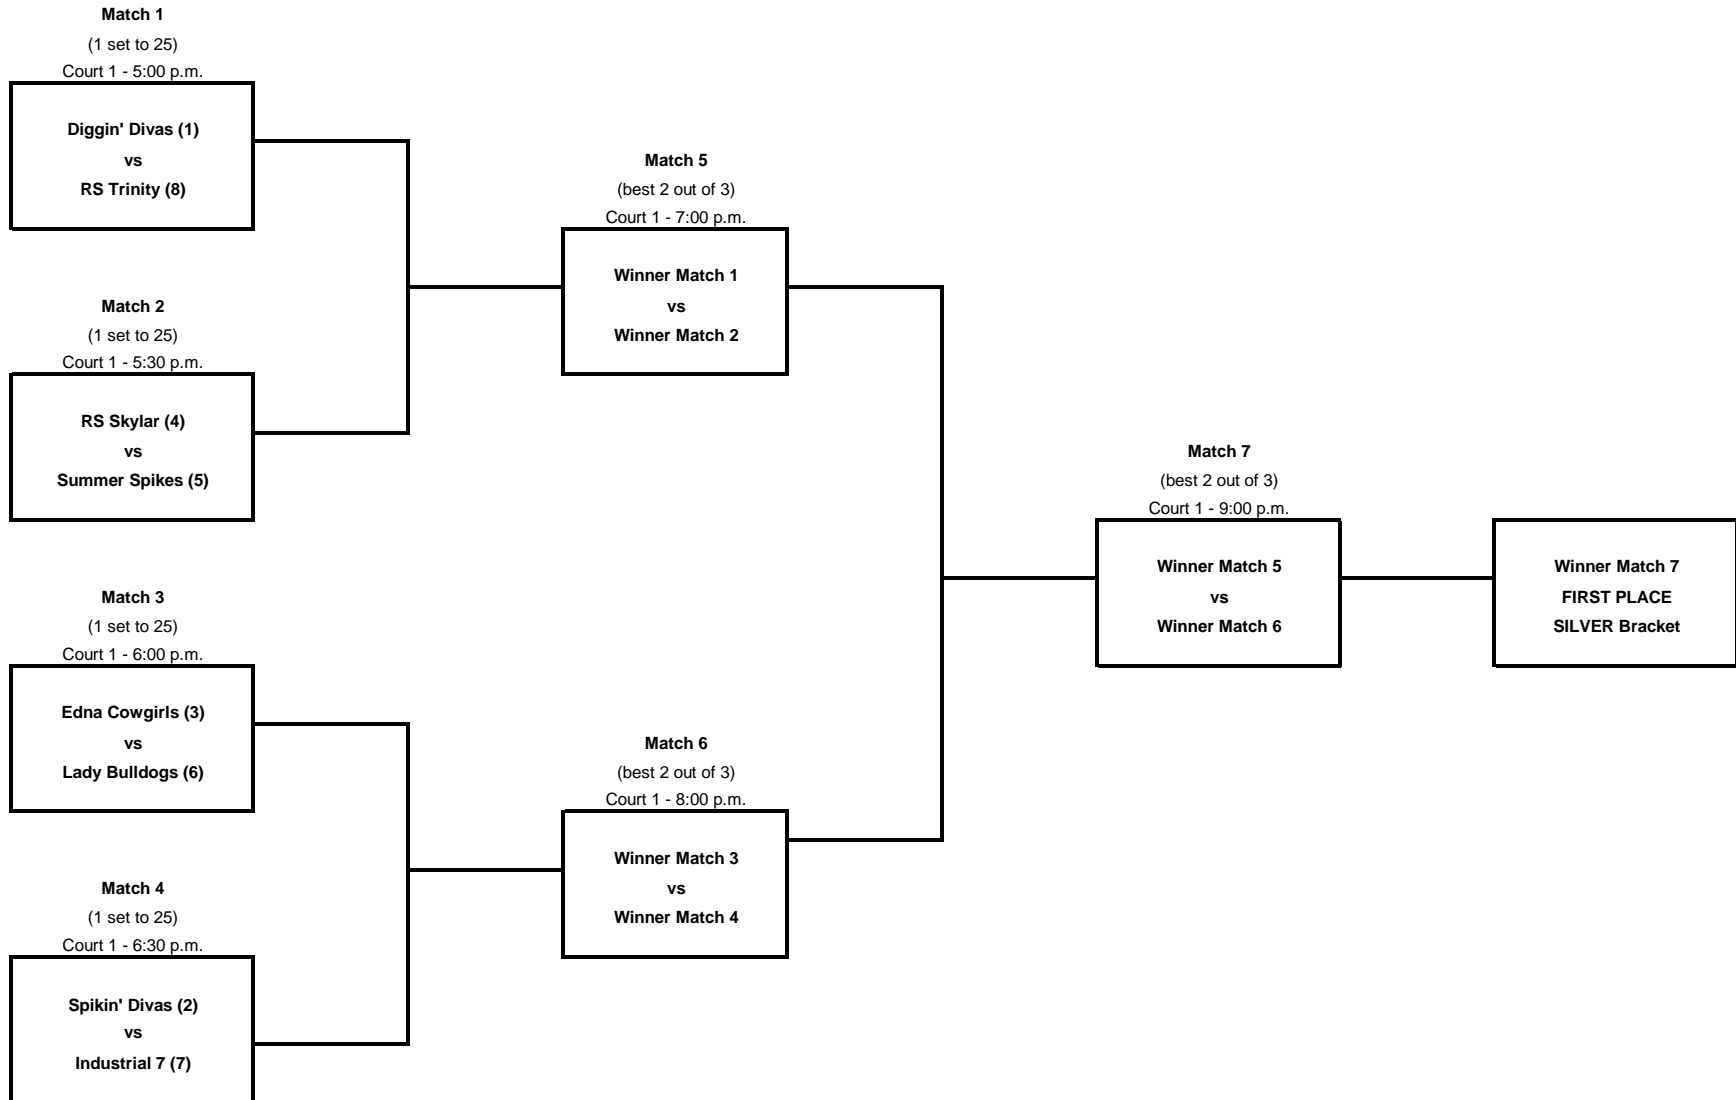 Match 1
(1 set to 25)
Court 1 - 5:00 p.m.
Diggin' Divas (1)
vs
RS Trinity (8)
Match 2
(1 set to 25)
Court 1 - 5:30 p.m.
RS Skylar (4)
vs
Summer Spikes (5)
Match 3
(1 set to 25)
Court 1 - 6:00 p.m.
Edna Cowgirls (3)
vs
Lady Bulldogs (6)
Match 4
(1 set to 25)
Court 1 - 6:30 p.m.
Spikin' Divas (2)
vs
Industrial 7 (7)
Match 5
(best 2 out of 3)
Court 1 - 7:00 p.m.
Winner Match 1
vs
Winner Match 2
Match 6
(best 2 out of 3)
Court 1 - 8:00 p.m.
Winner Match 3
vs
Winner Match 4
Match 7
(best 2 out of 3)
Court 1 - 9:00 p.m.
Winner Match 5
vs
Winner Match 6
Winner Match 7
FIRST PLACE
SILVER Bracket